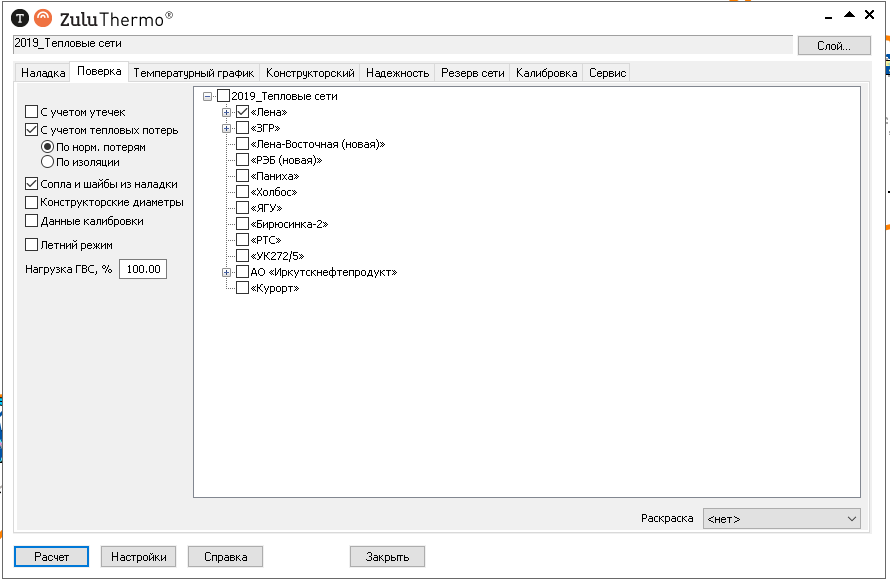 T ZuluThermo®
2019_Тепловые сети
Слой...
Наладка Поверка Температурный график Конструкторский Надежность Резерв сети Калибровка Сервис
С учетом утечек
С учетом тепловых потерь
По норм. потерям
По изоляции
Сопла и шайбы из наладки
Конструкторские диаметры
Данные калибровки
Летний режим
Нагрузка ГВС, % 100.00
2019_Тепловые сети
«Лена»
«ЗГР»
«Лена-Восточная (новая)»
«РЭБ (новая)»
«Паниха»
«Холбос»
«ЯГУ»
«Бирюсинка-2»
«РТС»
«УК272/5»
АО «Иркутскнефтепродукт»
«Курорт»
Раскраска <нет>
Расчет Настройки Справка Закрыть